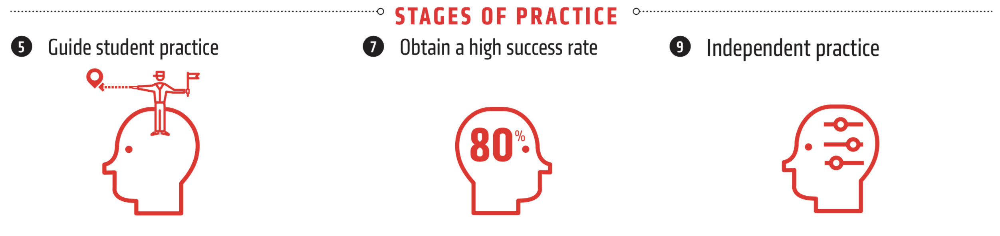 STAGES OF PRACTICE
5 Guide student practice
7 Obtain a high success rate
9 Independent practice
80%